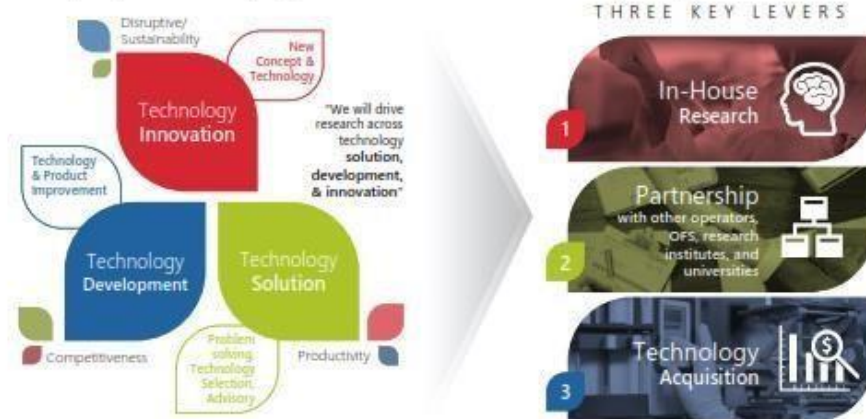 Disruptive/
Sustainability
New
Concept &
Technology
Technology
Innovation
"We will drive
research across
technology
solution,
development,
& innovation"
Technology
& Product
Improvement
Technology
Development
Technology
Solution
Competitiveness
Problem
solving,
Technology
Selection,
Advisory
Productivity
THREE KEY LEVERS
1
In-House
Research
2
Partnership
with other operators,
OFS, research
institutes, and
universities
3
Technology
Acquisition
$